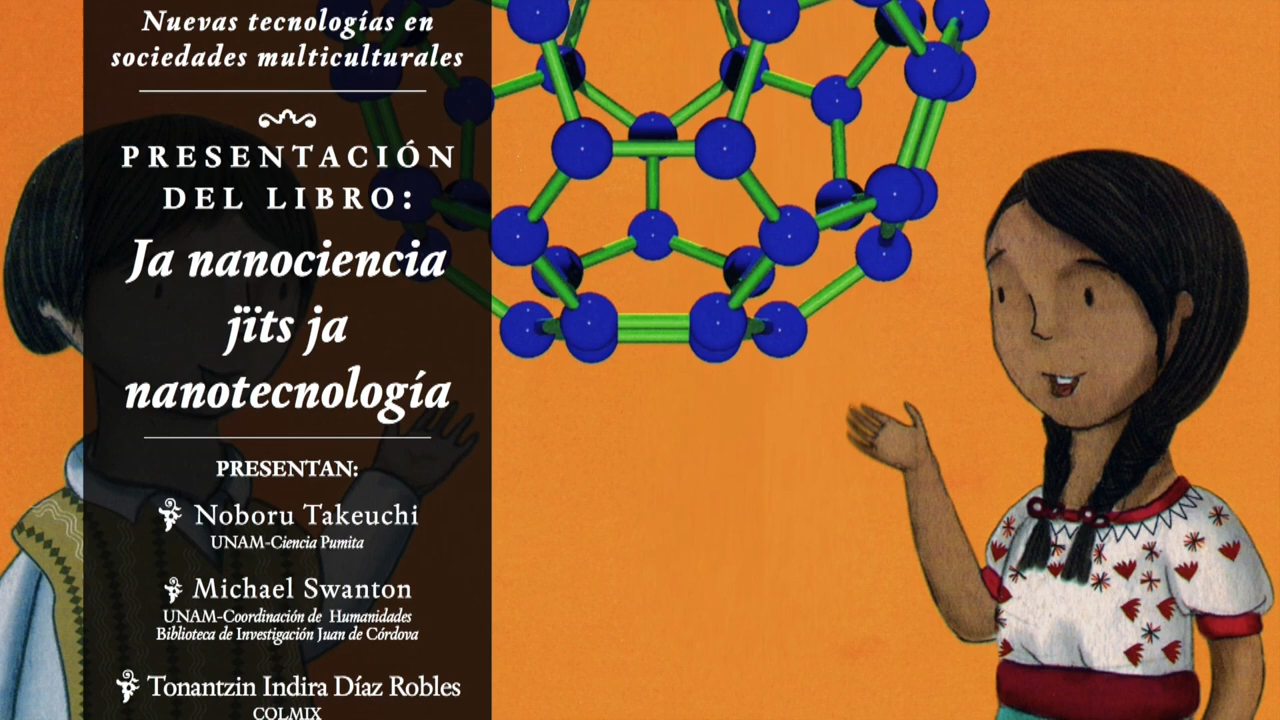 Nuevas tecnologías en
sociedades multiculturales
PRESENTACIÓN
DEL LIBRO:
Ja nanociencia
jïts ja
nanotecnología
PRESENTAN:
Noboru Takeuchi
UNAM-Ciencia Pumita
Michael Swanton
UNAM-Coordinación de Humanidades
Biblioteca de Investigación Juan de Córdova
Tonantzin Indira Díaz Robles
COLMIX